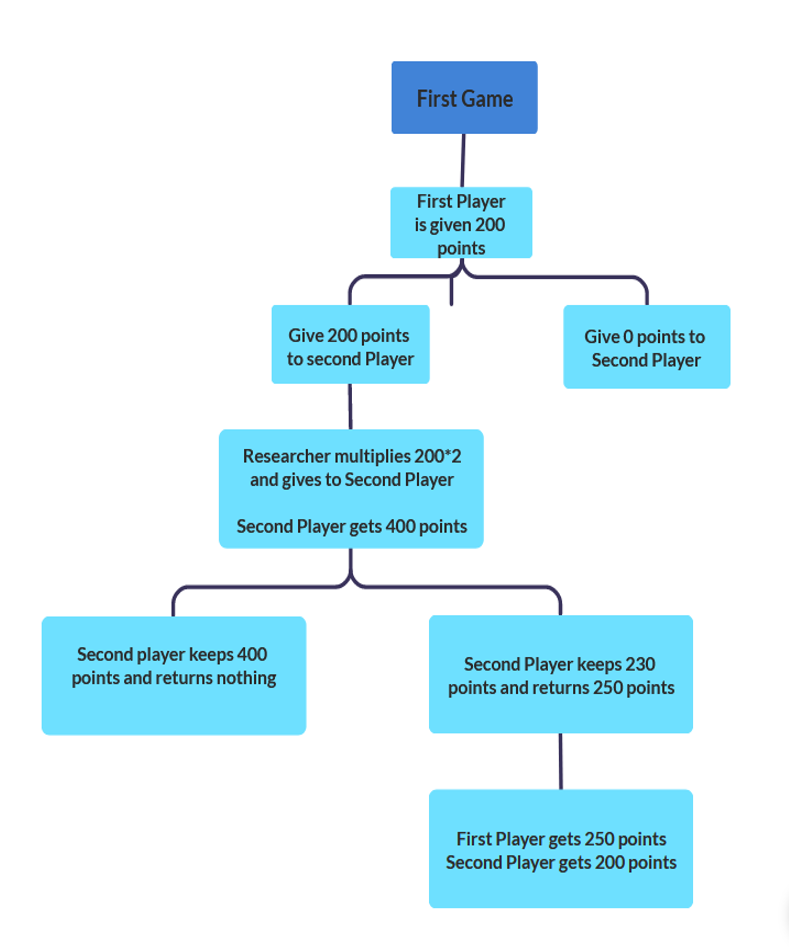 First Game
First Player
is given 200
points
Give 200 points
to second Player
Give 0 points to
Second Player
Researcher multiplies 200*2
and gives to Second Player
Second Player gets 400 points
Second player keeps 400
points and returns nothing
Second Player keeps 230
points and returns 250 points
First Player gets 250 points
Second Player gets 200 points